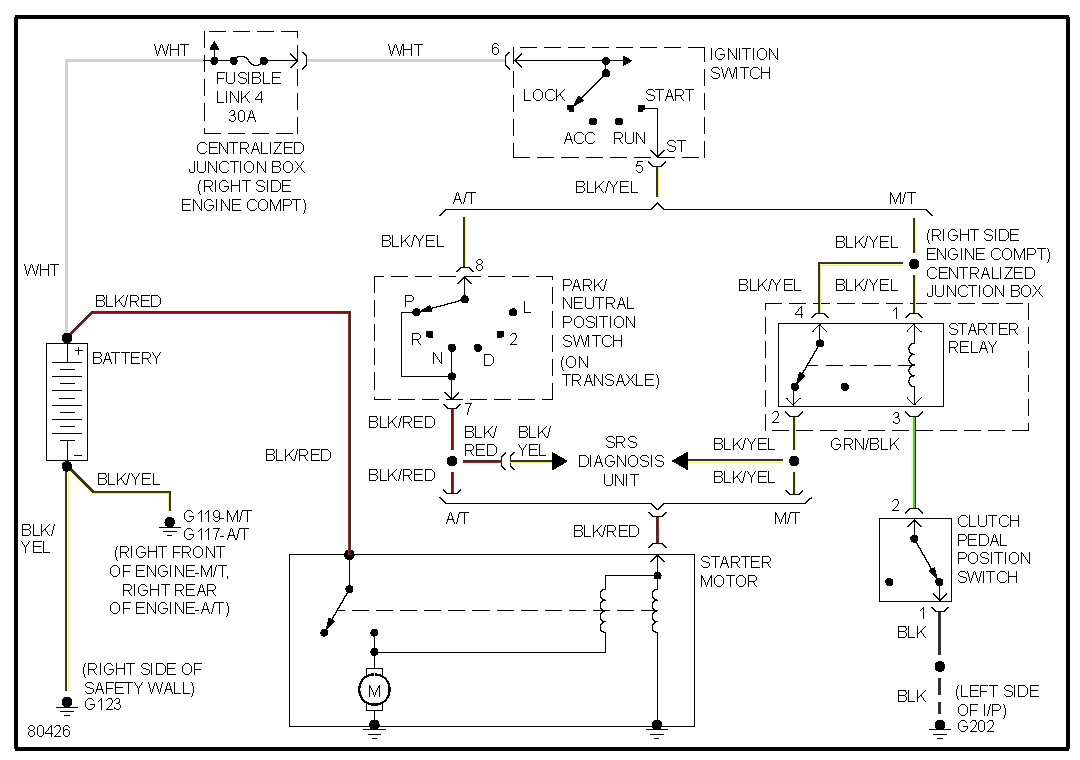 WHT
FUSIBLE
LINK 4
30A
CENTRALIZED
JUNCTION BOX
(RIGHT SIDE
ENGINE COMPT)
WHT
6
IGNITION
SWITCH
LOCK
START
ACC
RUN
ST
5
BLK/YEL
A/T
M/T
BLK/YEL
8
PARK/
NEUTRAL
POSITION
SWITCH
(ON
TRANSAXLE)
P
L
R
2
N
D
7
BLK/RED
BLK/YEL
(RIGHT SIDE
ENGINE COMPT)
CENTRALIZED
JUNCTION BOX
BLK/YEL
BLK/YEL
4
1
STARTER
RELAY
2
3
GRN/BLK
WHT
BLK/RED
+
BATTERY
-
BLK/YEL
G119-M/T
G117-A/T
(RIGHT FRONT
OF ENGINE-M/T,
RIGHT REAR
OF ENGINE-A/T)
BLK/
YEL
(RIGHT SIDE OF
SAFETY WALL)
G123
80426
BLK/RED
BLK/
RED
BLK/
YEL
SRS
DIAGNOSIS
UNIT
BLK/YEL
BLK/RED
BLK/YEL
A/T
M/T
BLK/RED
STARTER
MOTOR
M
2
CLUTCH
PEDAL
POSITION
SWITCH
1
BLK
BLK
(LEFT SIDE
OF I/P)
G202